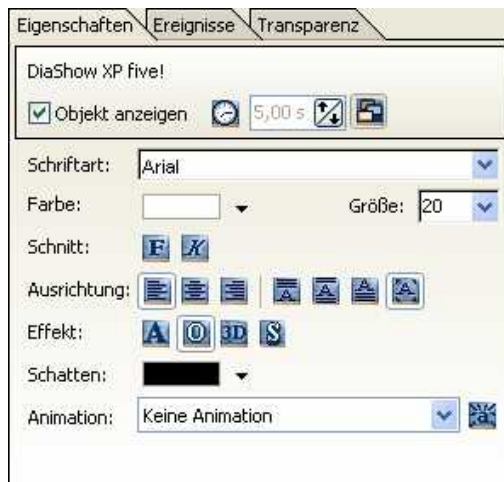 Eigenschaften Ereignisse Transparenz
DiaShow XP five!
Objekt anzeigen 5,00 s
Schriftart: Arial
Farbe: Größe: 20
Schnitt: F K
Ausrichtung: A A A A
Effekt: A O 3D S
Schatten:
Animation: Keine Animation a